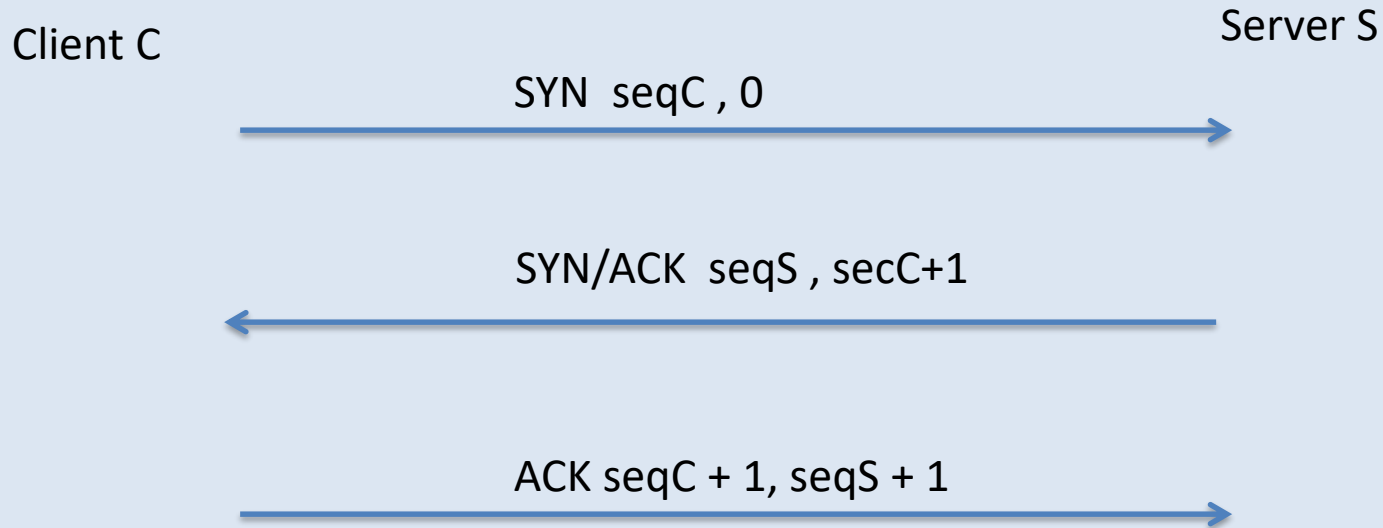 Client C
Server S
SYN  seqC , 0
SYN/ACK  seqS , secC+1
ACK seqC + 1, seqS + 1